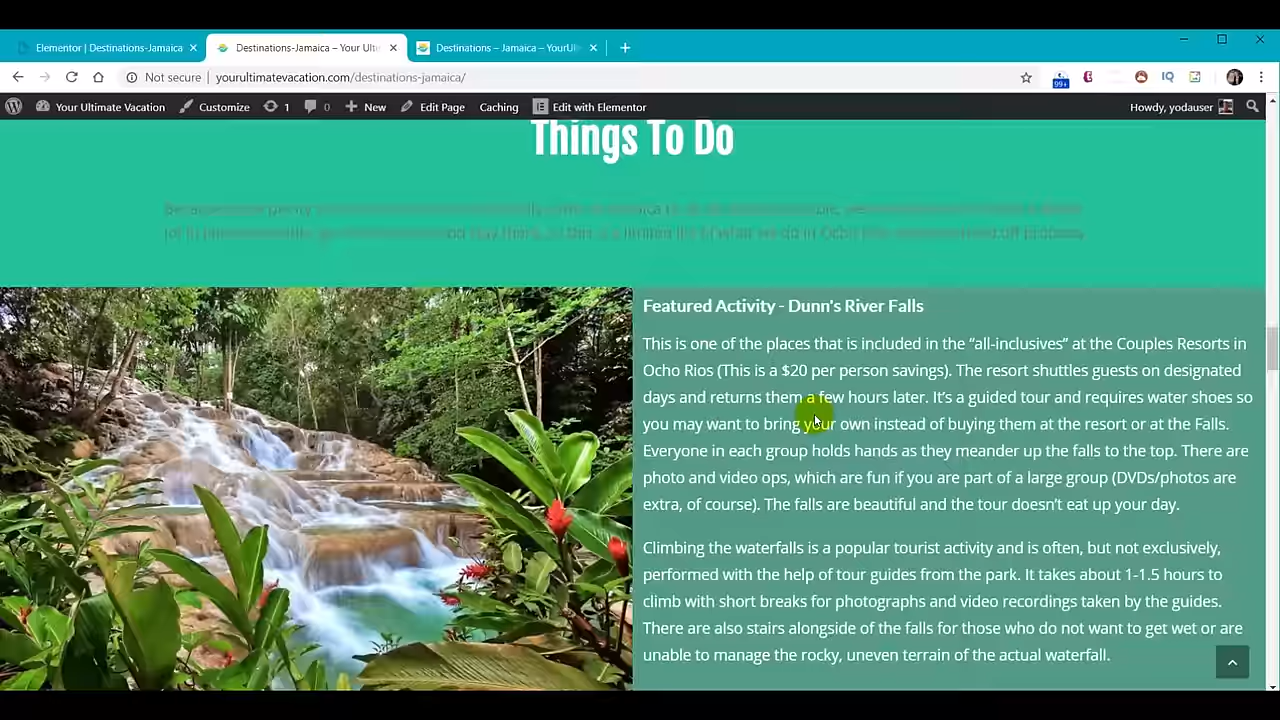 Elementor | Destinations-Jamaica
Destinations-Jamaica – Your Ulti
Destinations – Jamaica – YourUl
Not secure | yourultimatevacation.com/destinations-jamaica/
99+
IQ
Your Ultimate Vacation
Customize
1
0
New
Edit Page
Caching
Edit with Elementor
Howdy, yodauser
Things To Do
Featured Activity - Dunn's River Falls
This is one of the places that is included in the “all-inclusives” at the Couples Resorts in
Ocho Rios (This is a $20 per person savings). The resort shuttles guests on designated
days and returns them a few hours later. It’s a guided tour and requires water shoes so
you may want to bring your own instead of buying them at the resort or at the Falls.
Everyone in each group holds hands as they meander up the falls to the top. There are
photo and video ops, which are fun if you are part of a large group (DVDs/photos are
extra, of course). The falls are beautiful and the tour doesn’t eat up your day.
Climbing the waterfalls is a popular tourist activity and is often, but not exclusively,
performed with the help of tour guides from the park. It takes about 1-1.5 hours to
climb with short breaks for photographs and video recordings taken by the guides.
There are also stairs alongside of the falls for those who do not want to get wet or are
unable to manage the rocky, uneven terrain of the actual waterfall.